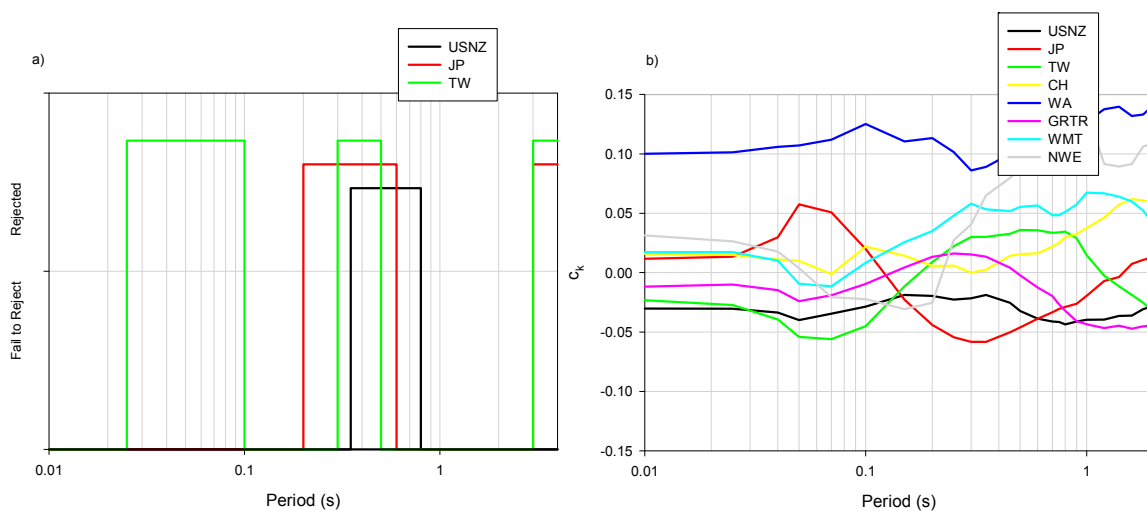 a)
USNZ
JP
TW
Rejected
Fail to Reject
0.01
0.1
1
Period (s)
b)
USNZ
JP
TW
CH
WA
GRTR
WMT
NWE
0.15
0.10
0.05
0.00
-0.05
-0.10
-0.15
c_k
0.01
0.1
1
Period (s)